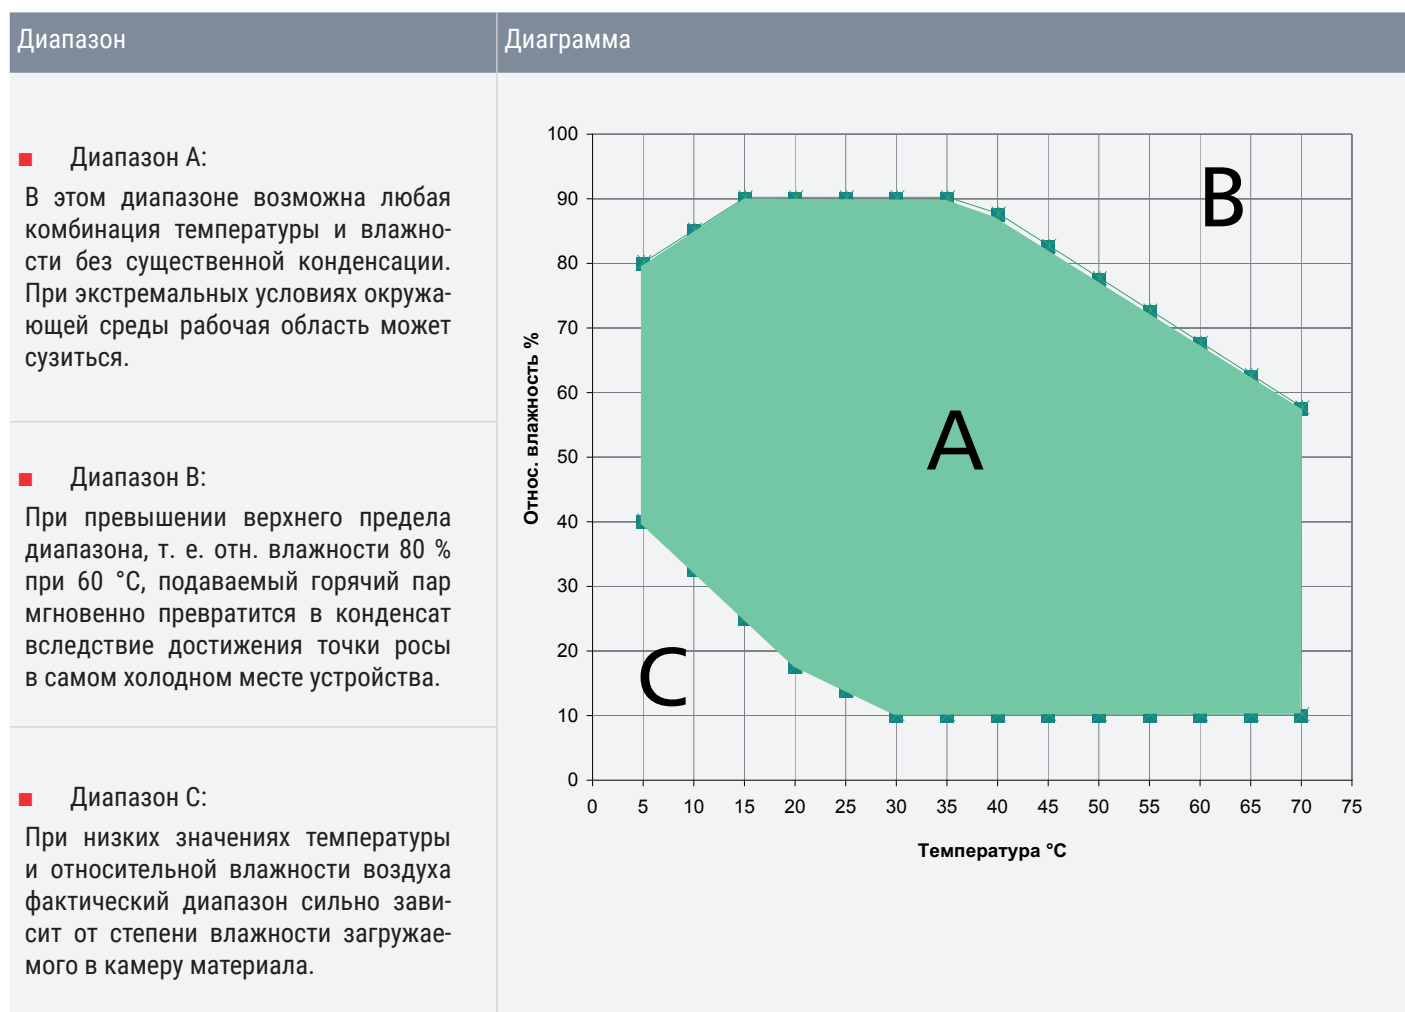 Диапазон
Диаграмма
Диапазон A:
В этом диапазоне возможна любая
комбинация температуры и влажно-
сти без существенной конденсации.
При экстремальных условиях окружа-
ющей среды рабочая область может
сузиться.
Диапазон B:
При превышении верхнего предела
диапазона, т. е. отн. влажности 80 %
при 60 °C, подаваемый горячий пар
мгновенно превратится в конденсат
вследствие достижения точки росы
в самом холодном месте устройства.
Диапазон C:
При низких значениях температуры
и относительной влажности воздуха
фактический диапазон сильно зави-
сит от степени влажности загружае-
мого в камеру материала.
Относ. влажность %
100
90
80
70
60
50
40
30
20
10
0
B
A
C
0 5 10 15 20 25 30 35 40 45 50 55 60 65 70 75
Температура °C